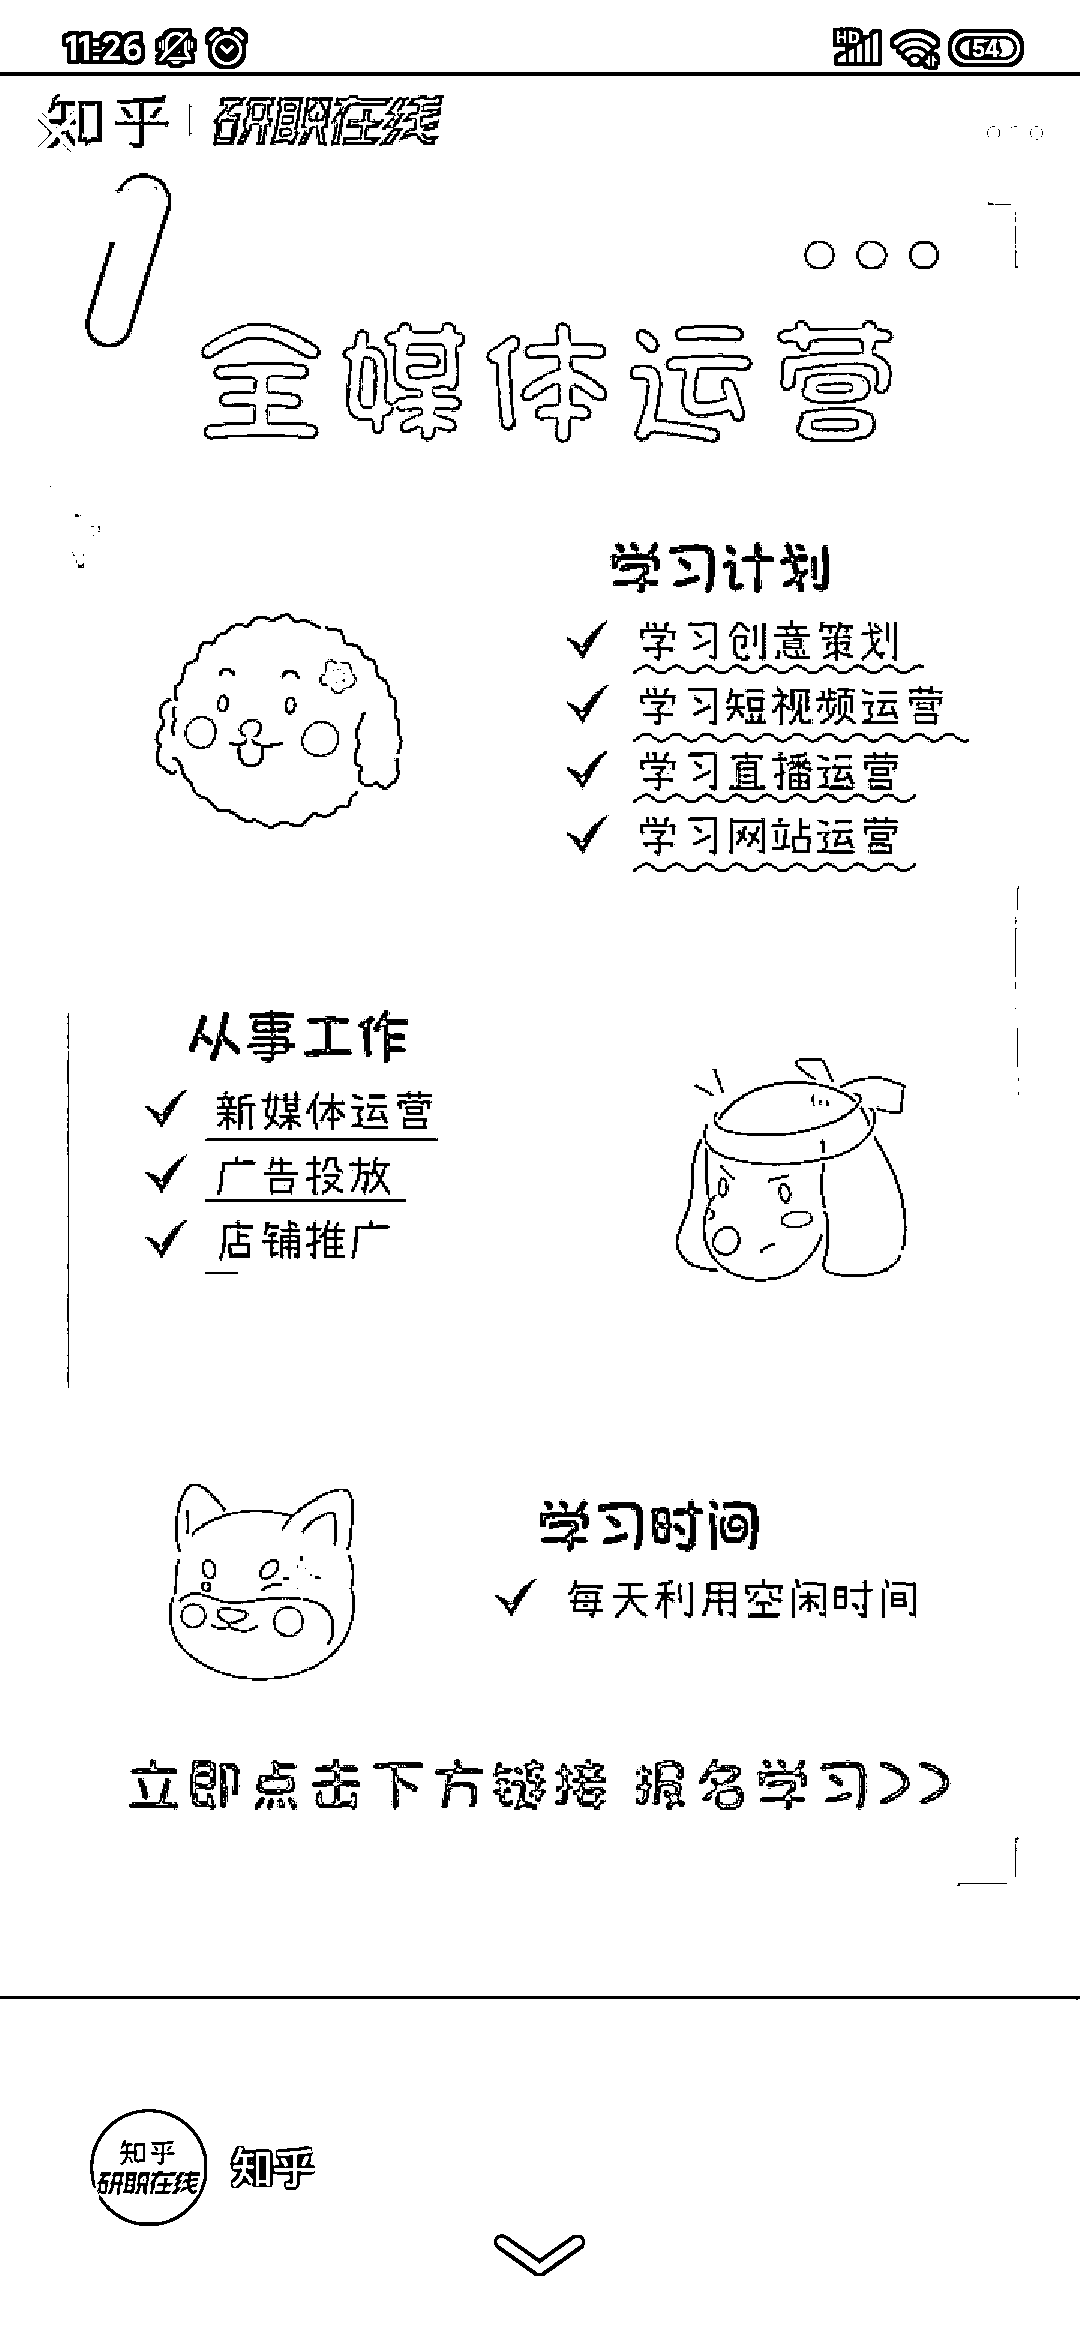 11:26 HD 54
知乎 研职在线
全媒体运营
学习计划
学习创意策划
学习短视频运营
学习直播运营
学习网站运营
从事工作
新媒体运营
广告投放
店铺推广
学习时间
每天利用空闲时间
立即点击下方链接 报名学习>>
知乎
研职在线
知乎